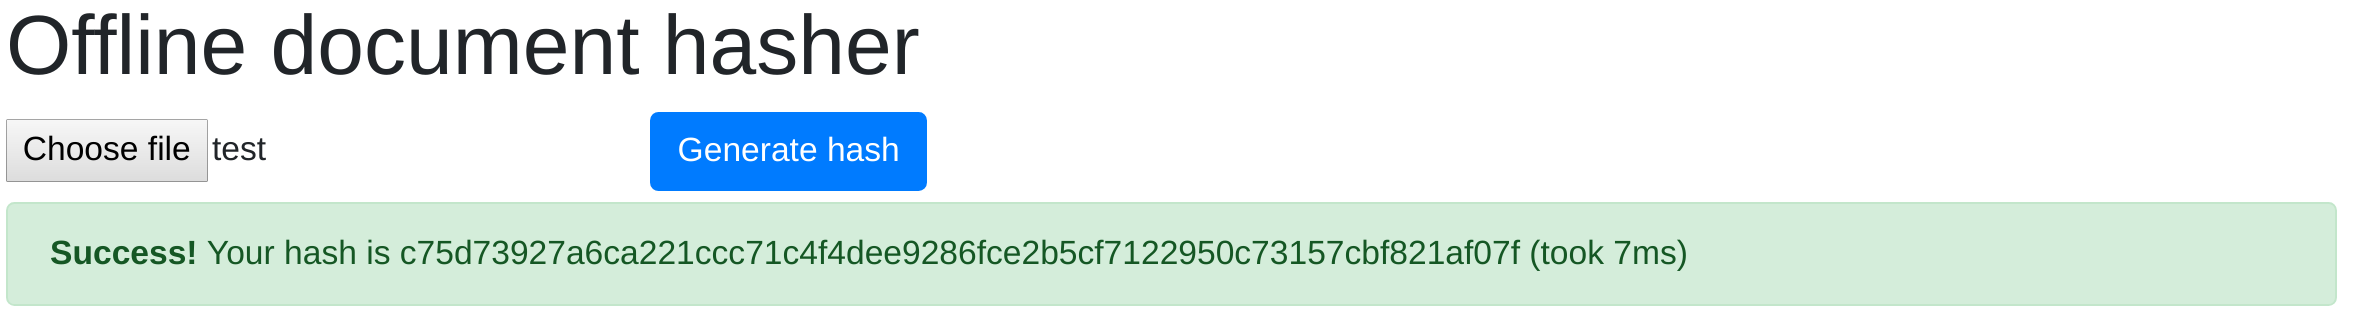 Offline document hasher
Choose file test Generate hash
Success! Your hash is c75d73927a6ca221ccc71c4f4dee9286fce2b5cf7122950c73157cbf821af07f (took 7ms)